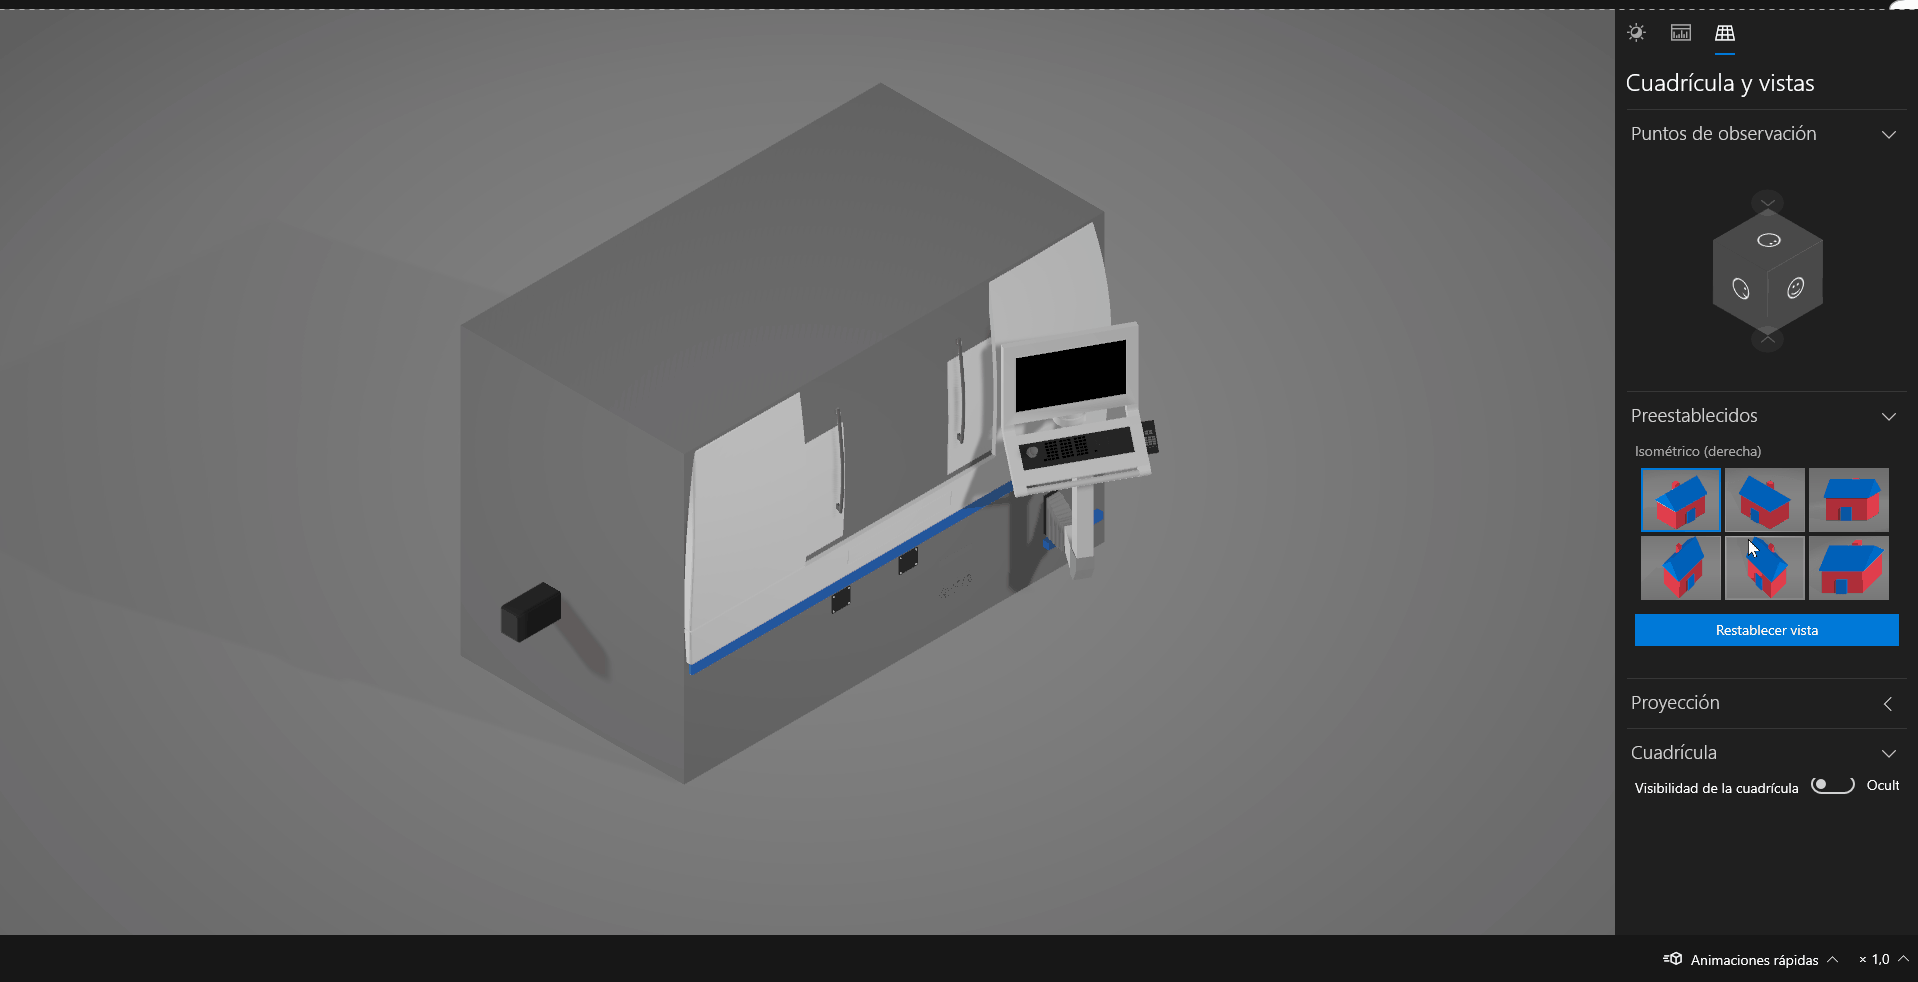 Cuadrícula y vistas
Puntos de observación
Preestablecidos
Isométrico (derecha)
Restablecer vista
Proyección
Cuadrícula
Visibilidad de la cuadrícula
Ocult
Animaciones rápidas
× 1,0